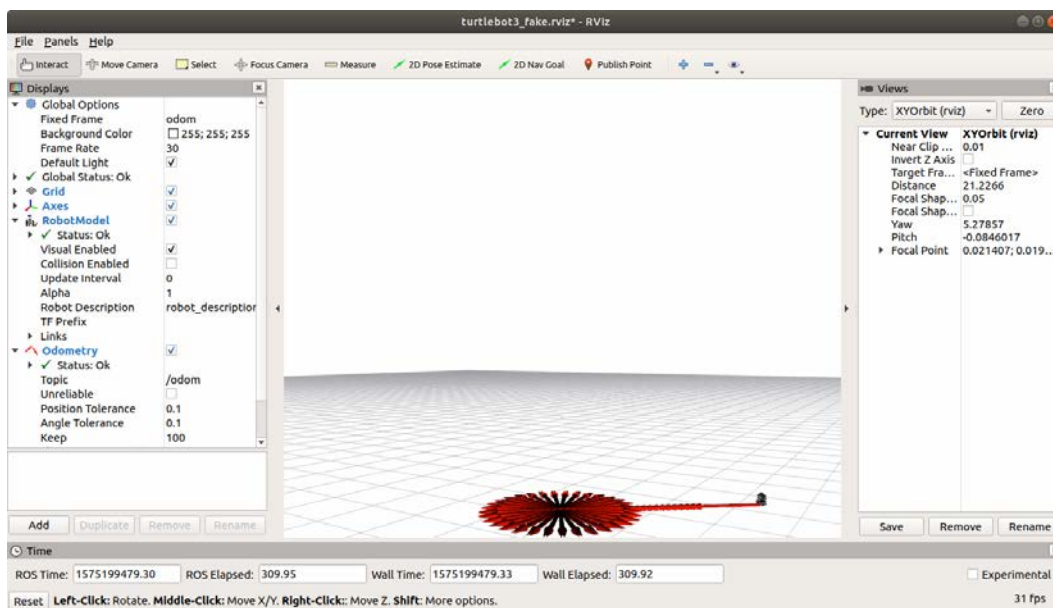 turtlebot3_fake.rviz* - RViz
File Panels Help
Interact Move Camera Select Focus Camera Measure 2D Pose Estimate 2D Nav Goal Publish Point
Displays
Global Options
Fixed Frame odom
Background Color 255; 255; 255
Frame Rate 30
Default Light
Global Status: Ok
Grid
Axes
RobotModel
Status: Ok
Visual Enabled
Collision Enabled
Update Interval 0
Alpha 1
Robot Description robot_description
TF Prefix
Links
Odometry
Status: Ok
Topic /odom
Unreliable
Position Tolerance 0.1
Angle Tolerance 0.1
Keep 100
Add Duplicate Remove Rename
Views
Type: XYOrbit (rviz) Zero
Current View XYOrbit (rviz)
Near Clip ... 0.01
Invert Z Axis
Target Fra... <Fixed Frame>
Distance 21.2266
Focal Shap... 0.05
Focal Shap...
Yaw 5.27857
Pitch -0.0846017
Focal Point 0.021407; 0.019...
Save Remove Rename
Time
ROS Time: 1575199479.30 ROS Elapsed: 309.95 Wall Time: 1575199479.33 Wall Elapsed: 309.92 Experimental
Reset Left-Click: Rotate. Middle-Click: Move X/Y. Right-Click:: Move Z. Shift: More options. 31 fps